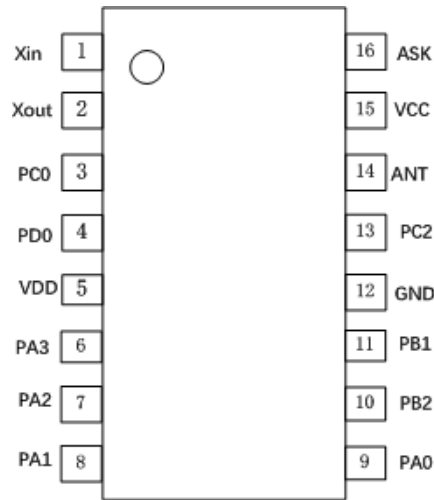 Xin 1 16 ASK
Xout 2 15 VCC
PC0 3 14 ANT
PD0 4 13 PC2
VDD 5 12 GND
PA3 6 11 PB1
PA2 7 10 PB2
PA1 8 9 PA0